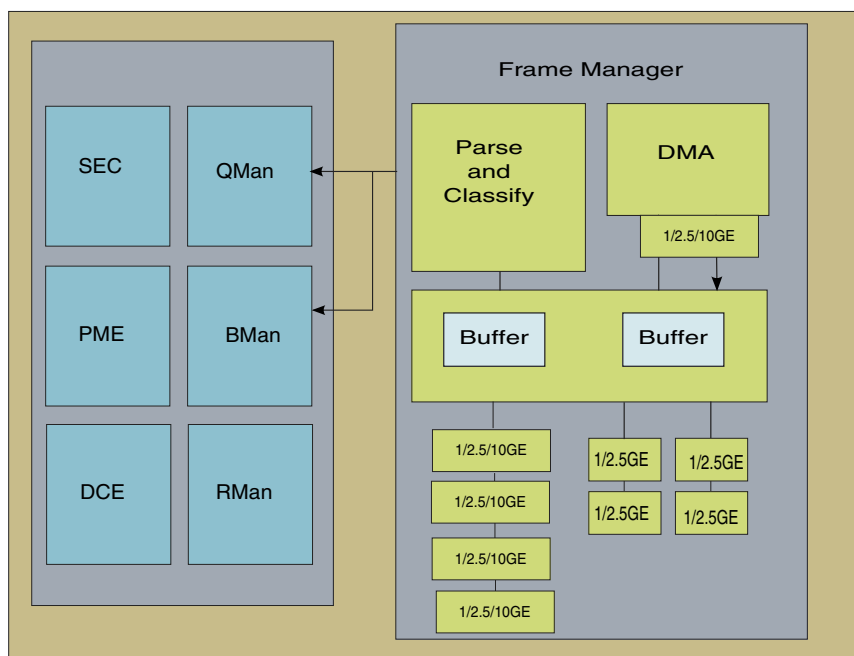 SEC
QMan
PME
BMan
DCE
RMan
Frame Manager
Parse
and
Classify
DMA
1/2.5/10GE
Buffer
Buffer
1/2.5/10GE
1/2.5/10GE
1/2.5/10GE
1/2.5/10GE
1/2.5GE
1/2.5GE
1/2.5GE
1/2.5GE